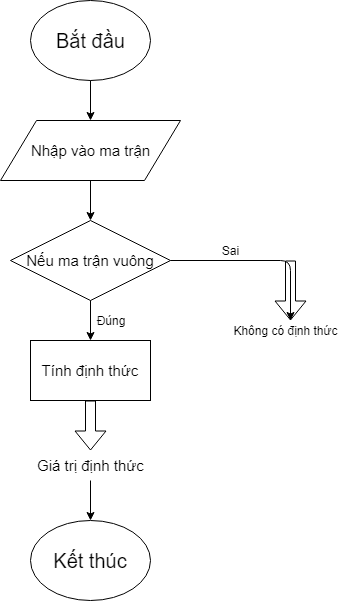 Bắt đầu
Nhập vào ma trận
Nếu ma trận vuông
Sai
Không có định thức
Đúng
Tính định thức
Giá trị định thức
Kết thúc